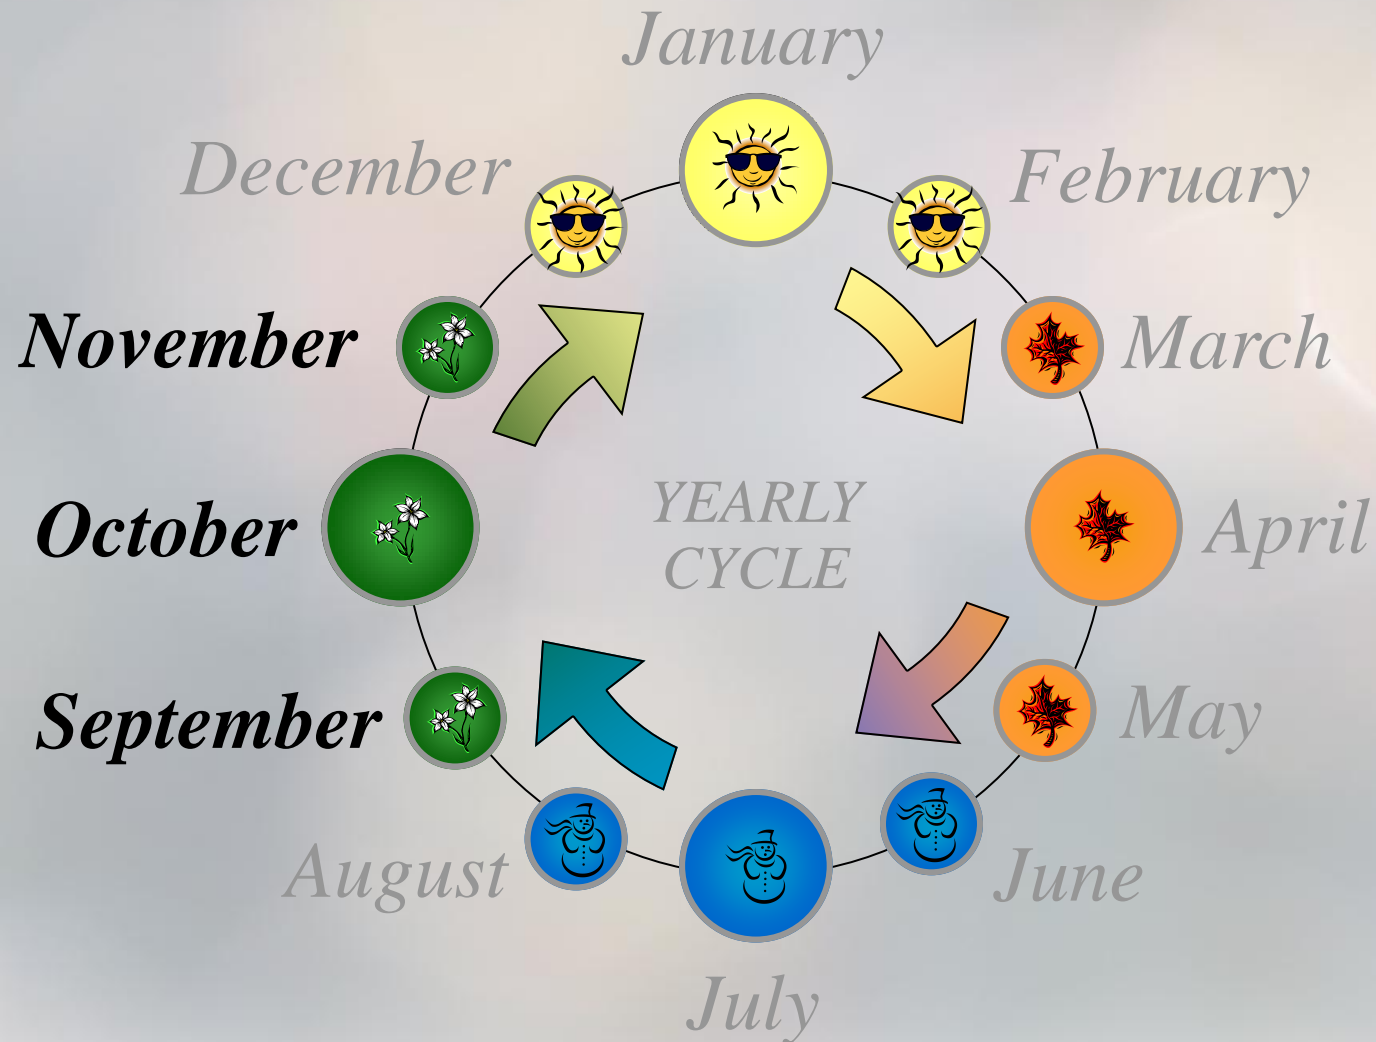 January
December
February
November
March
YEARLY
CYCLE
October
April
September
May
August
June
July